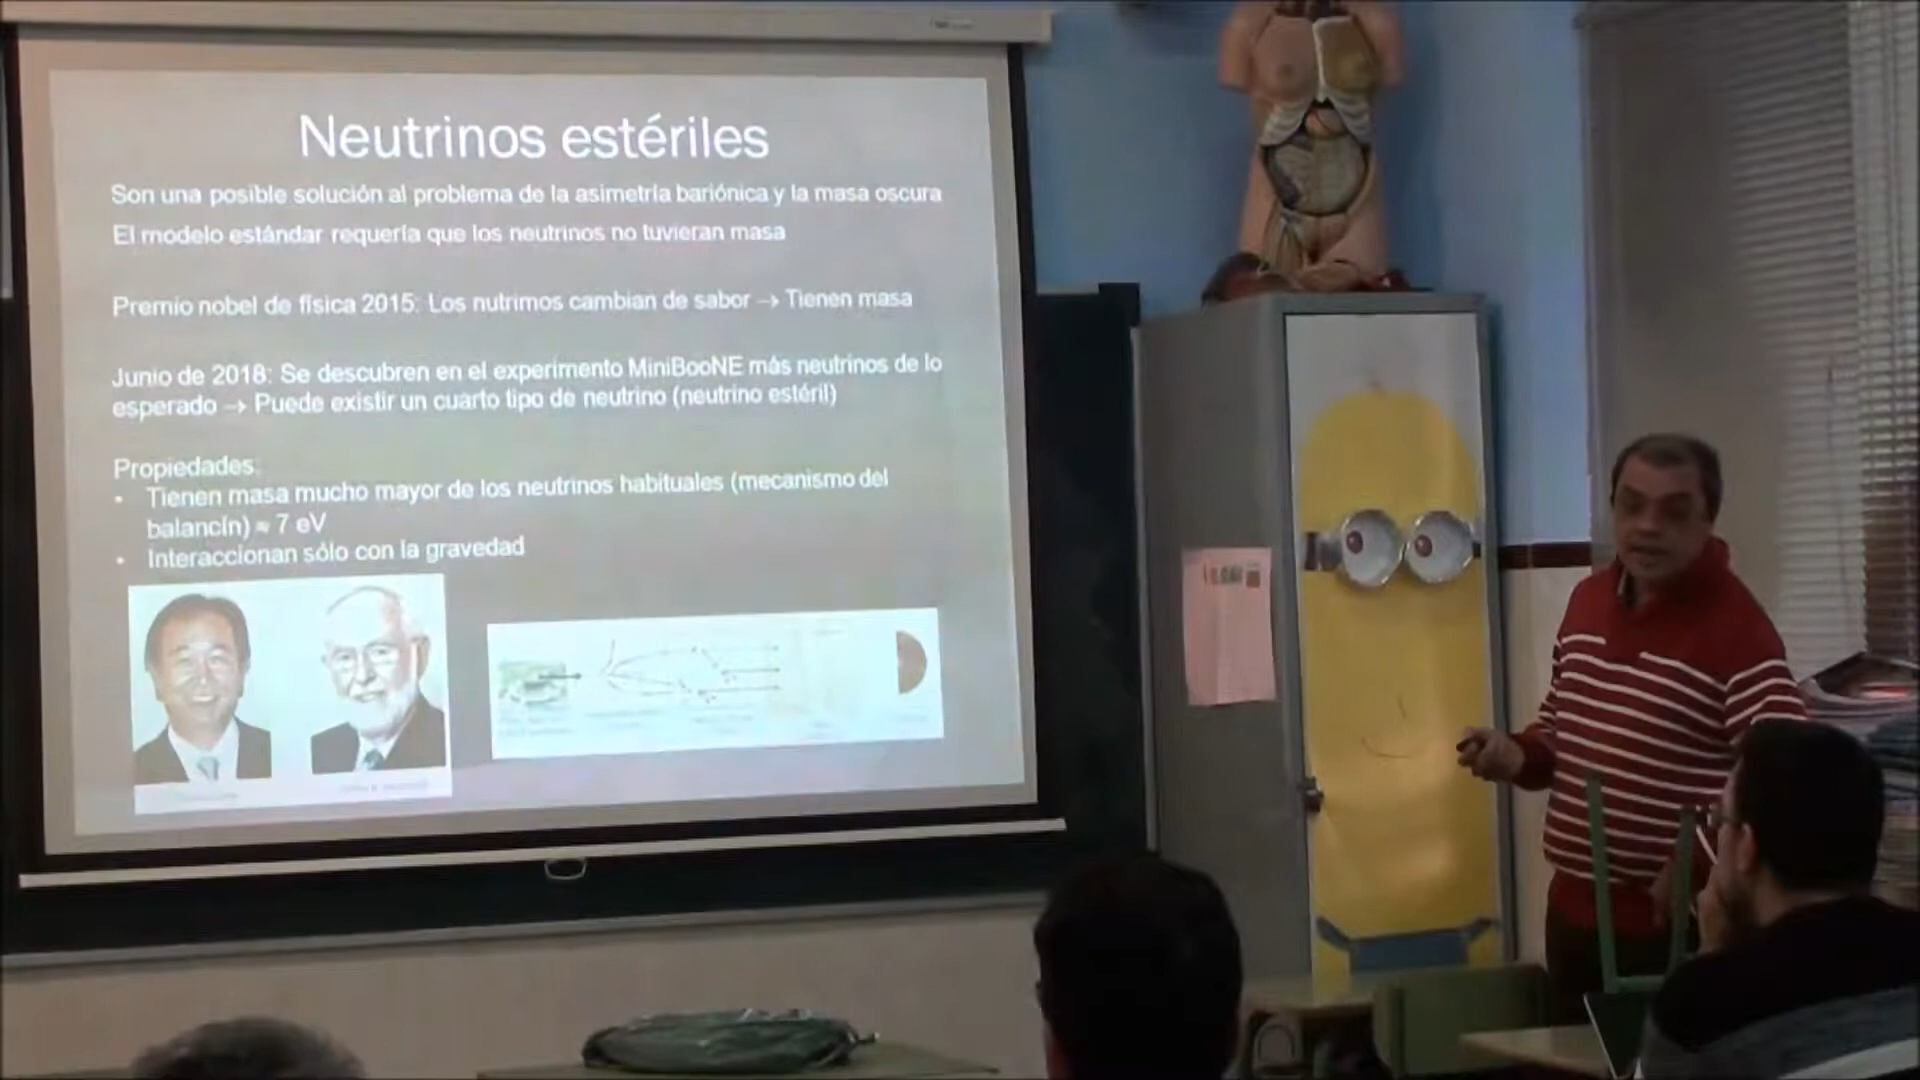 Neutrinos estériles
Son una posible solución al problema de la asimetría bariónica y la masa oscura
El modelo estándar requería que los neutrinos no tuvieran masa
Premio nobel de física 2015: Los nutrimos cambian de sabor → Tienen masa
Junio de 2018: Se descubren en el experimento MiniBooNE más neutrinos de lo
esperado → Puede existir un cuarto tipo de neutrino (neutrino estéril)
Propiedades:
• Tienen masa mucho mayor de los neutrinos habituales (mecanismo del
balancín) ≈ 7 eV
• Interaccionan sólo con la gravedad